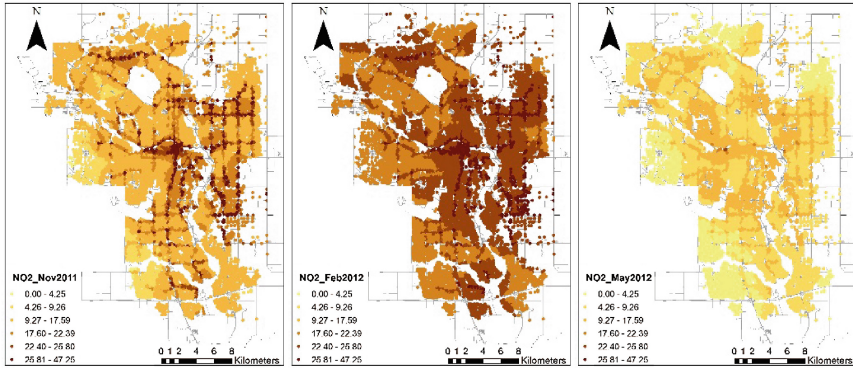 N
NO2_Nov2011
0.00 - 4.25
4.26 - 9.26
9.27 - 17.59
17.60 - 22.39
22.40 - 25.80
25.81 - 47.25
0 1 2 4 6 8
Kilometers
N
NO2_Feb2012
0.00 - 4.25
4.26 - 9.26
9.27 - 17.59
17.60 - 22.39
22.40 - 25.80
25.81 - 47.25
0 1 2 4 6 8
Kilometers
N
NO2_May2012
0.00 - 4.25
4.26 - 9.26
9.27 - 17.59
17.60 - 22.39
22.40 - 25.80
25.81 - 47.25
0 1 2 4 6 8
Kilometers